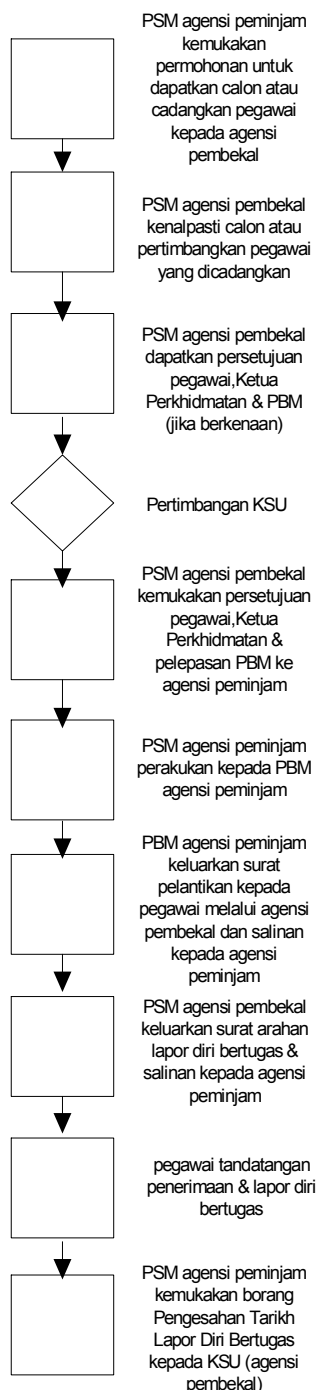 PSM agensi peminjam
kemukakan
permohonan untuk
dapatkan calon atau
cadangkan pegawai
kepada agensi
pembekal
PSM agensi pembekal
kenalpasti calon atau
pertimbangkan pegawai
yang dicadangkan
PSM agensi pembekal
dapatkan persetujuan
pegawai,Ketua
Perkhidmatan & PBM
(jika berkenaan)
Pertimbangan KSU
PSM agensi pembekal
kemukakan persetujuan
pegawai,Ketua
Perkhidmatan &
pelepasan PBM ke
agensi peminjam
PSM agensi peminjam
perakukan kepada PBM
agensi peminjam
PBM agensi peminjam
keluarkan surat
pelantikan kepada
pegawai melalui agensi
pembekal dan salinan
kepada agensi
peminjam
PSM agensi pembekal
keluarkan surat arahan
lapor diri bertugas &
salinan kepada agensi
peminjam
pegawai tandatangan
penerimaan & lapor diri
bertugas
PSM agensi peminjam
kemukakan borang
Pengesahan Tarikh
Lapor Diri Bertugas
kepada KSU (agensi
pembekal)